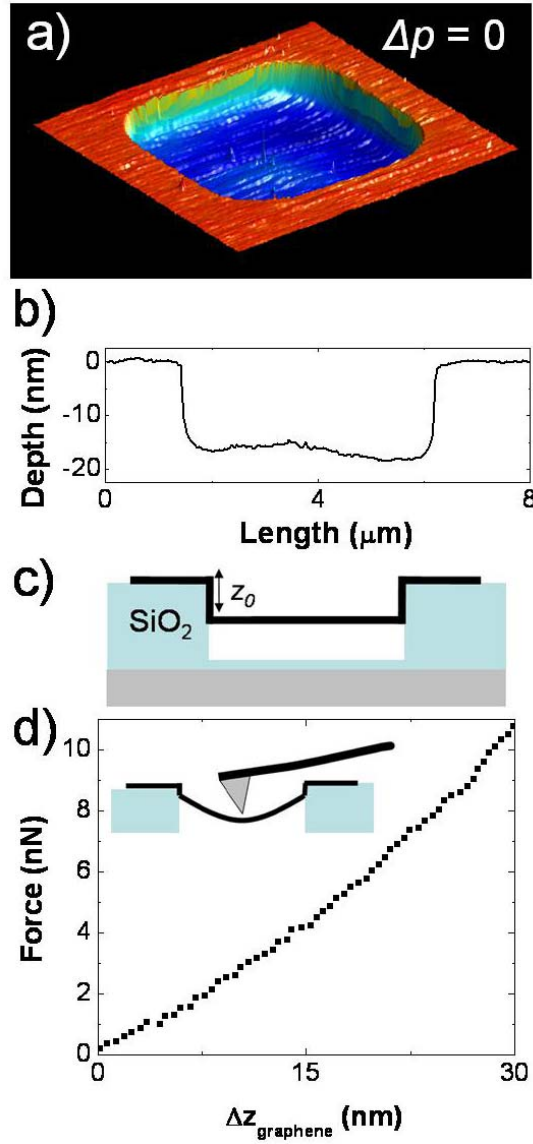 a)
Δp = 0
b)
Depth (nm)
0
-10
-20
0
4
8
Length (μm)
c)
z₀
SiO₂
d)
Force (nN)
10
8
6
4
2
0
0
15
30
Δz_graphene (nm)